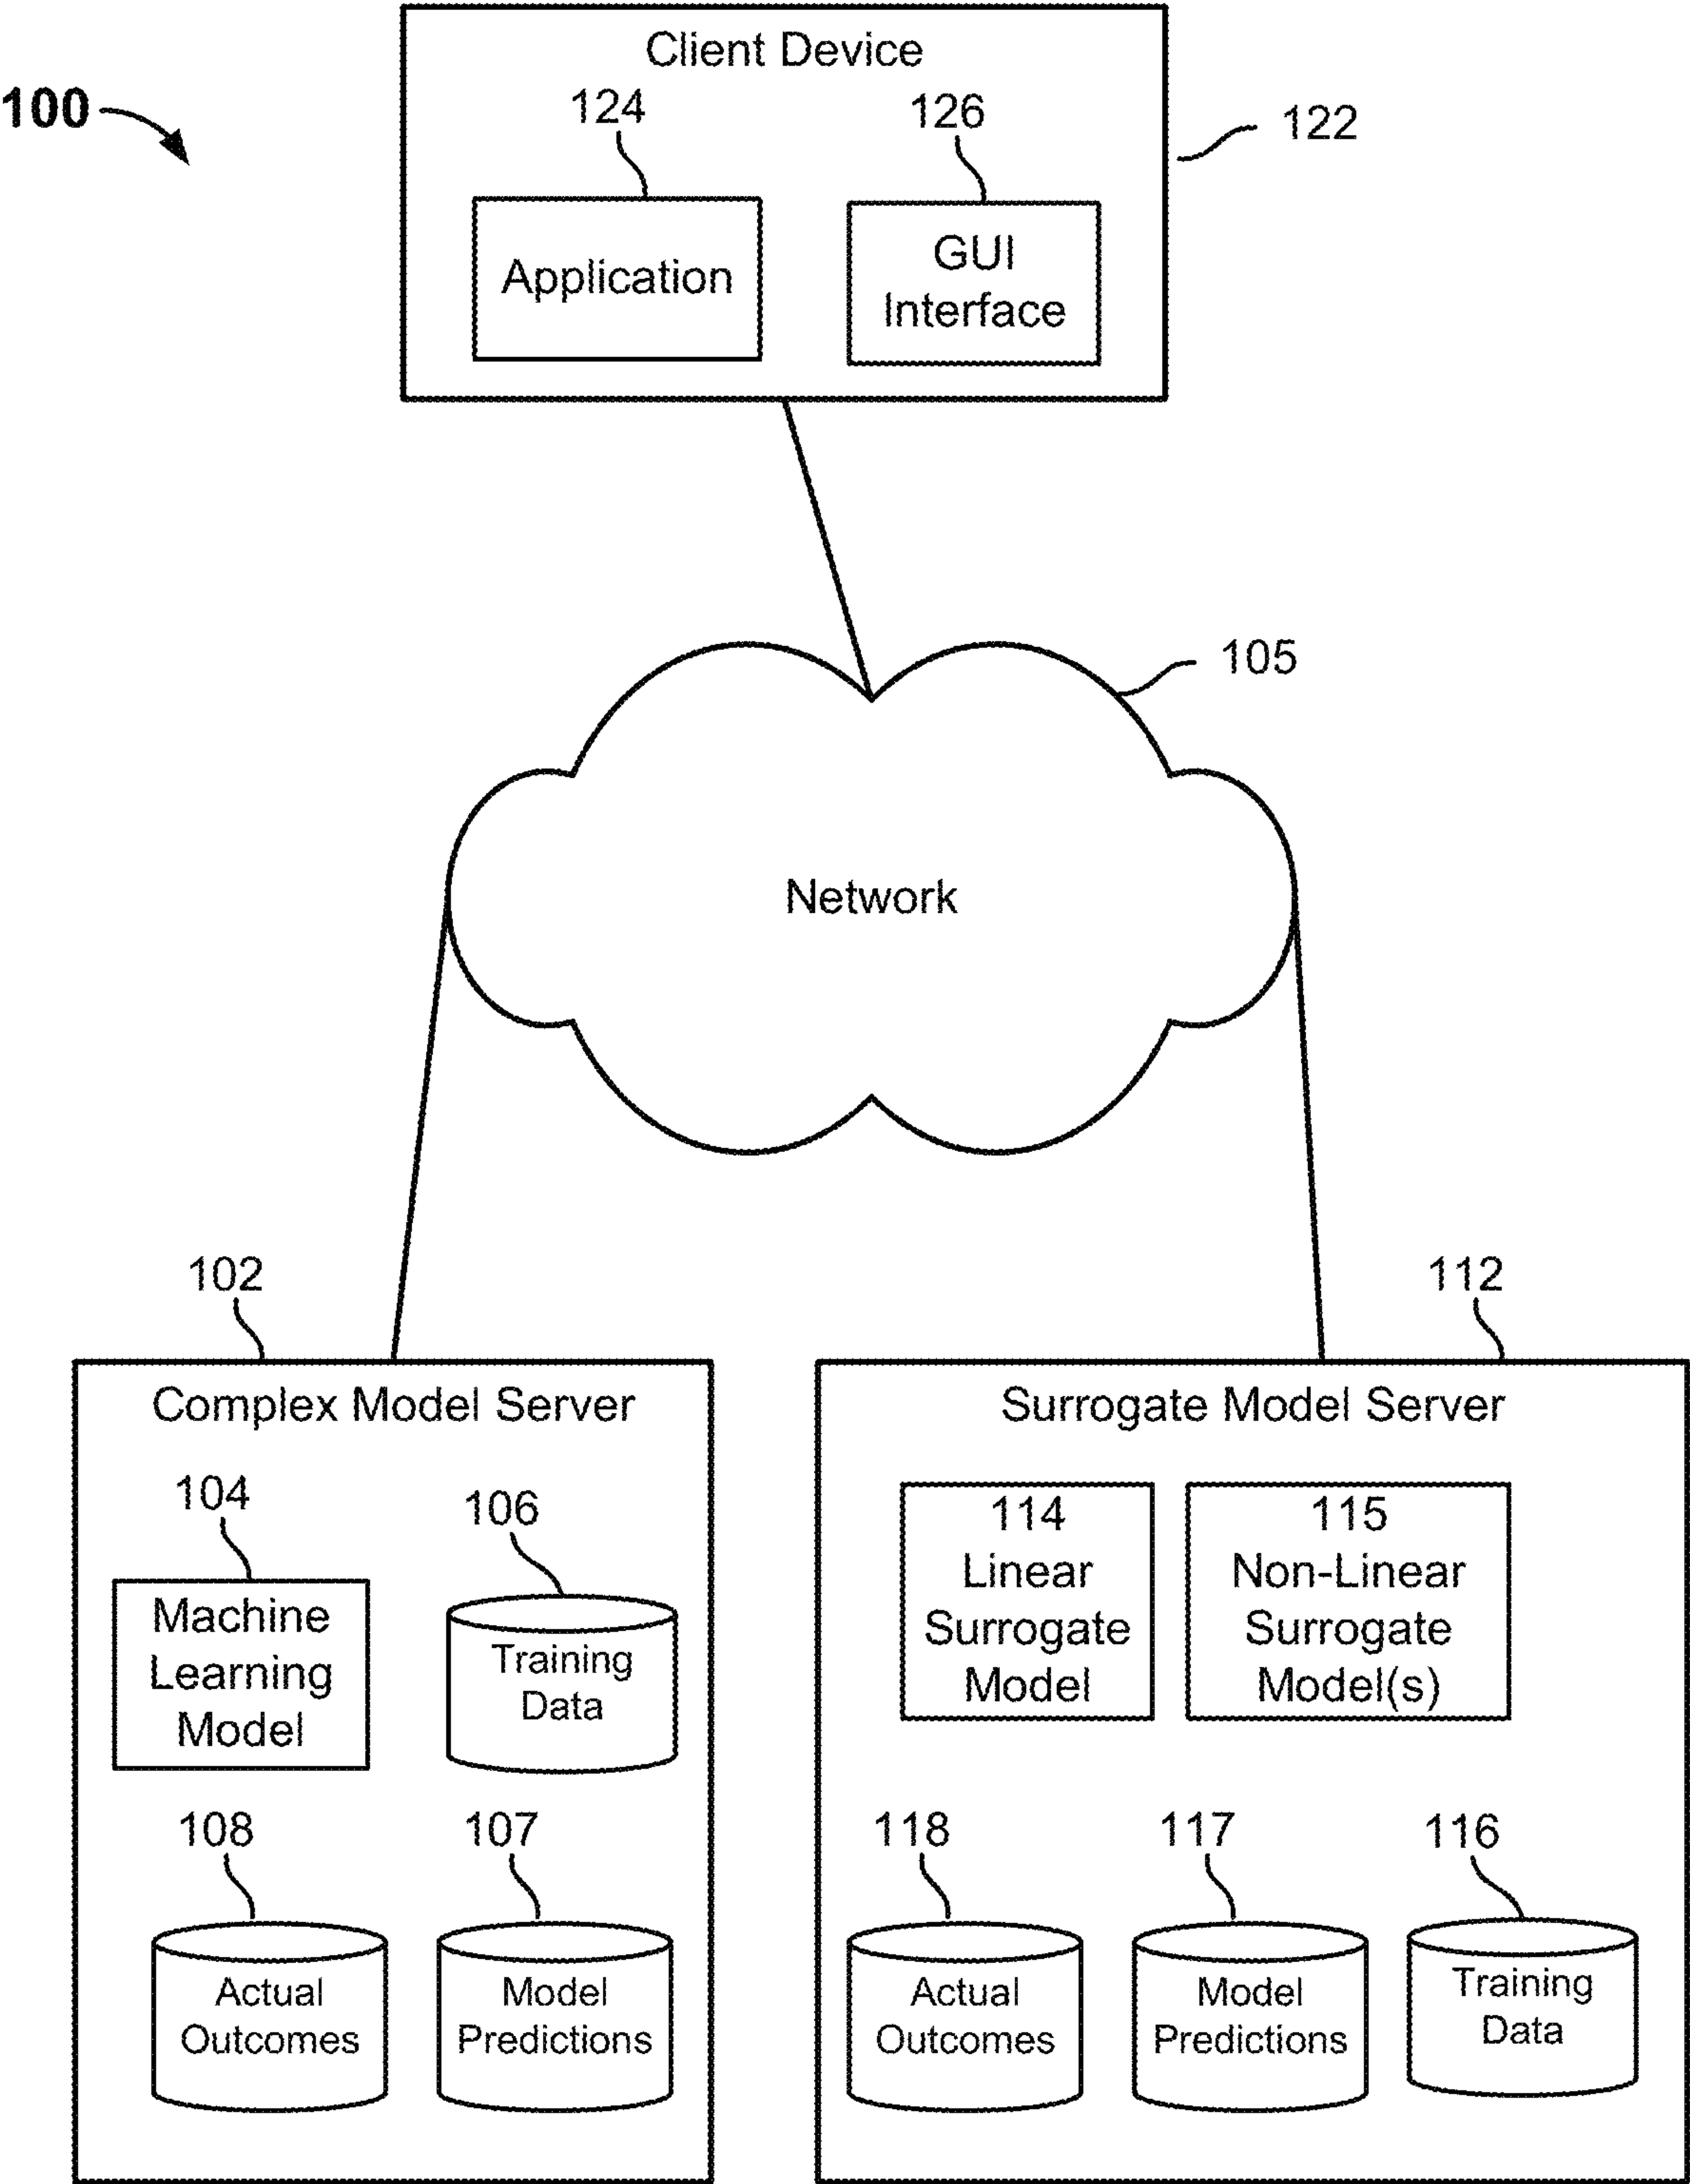 100
Client Device
124
126
122
Application
GUI
Interface
105
Network
102
112
Complex Model Server
104
106
Machine
Learning
Model
Training
Data
108
107
Actual
Outcomes
Model
Predictions
Surrogate Model Server
114
Linear
Surrogate
Model
115
Non-Linear
Surrogate
Model(s)
118
117
116
Actual
Outcomes
Model
Predictions
Training
Data